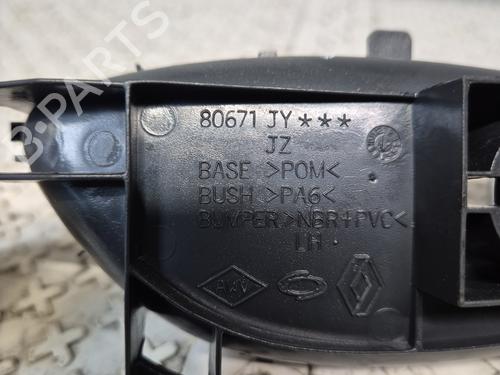 B-PARTS
80671 JY***
JZ
BASE >POM<
BUSH >PA6<
BUMPER >NBR+PVC<
LH